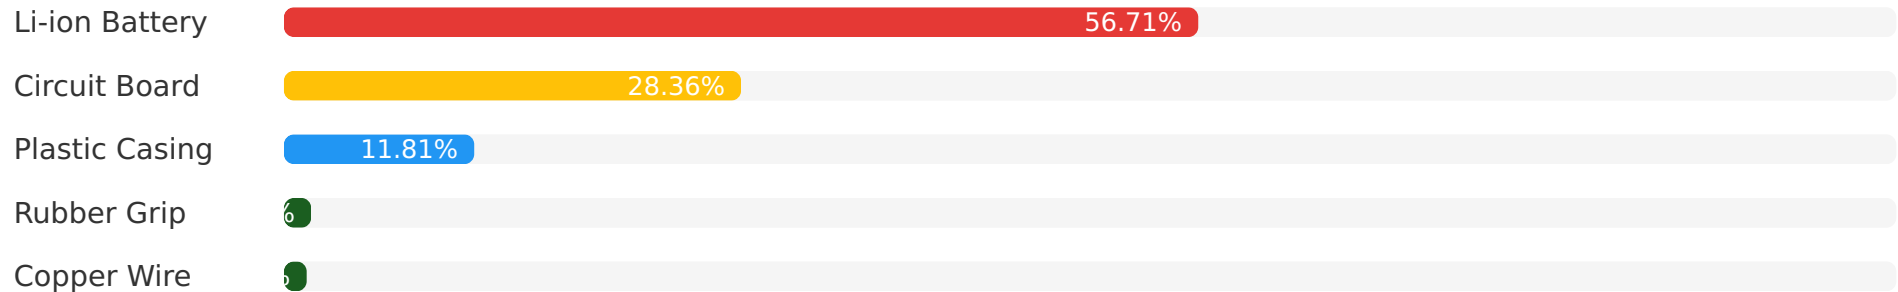 Li-ion Battery 56.71%
Circuit Board 28.36%
Plastic Casing 11.81%
Rubber Grip %
Copper Wire